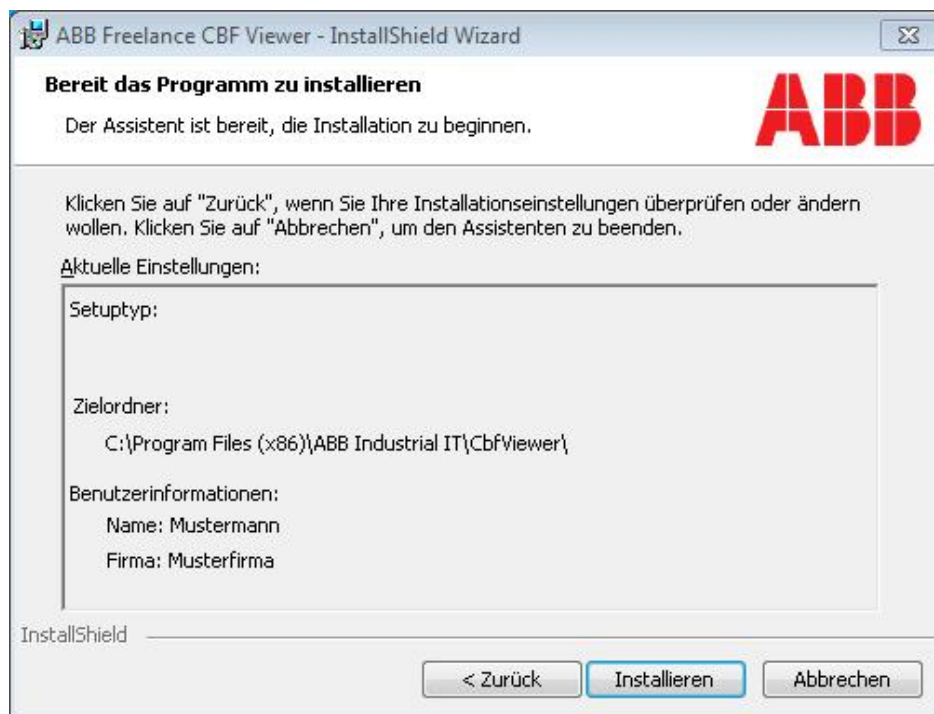 ABB Freelance CBF Viewer - InstallShield Wizard
Bereit das Programm zu installieren
Der Assistent ist bereit, die Installation zu beginnen.
ABB
Klicken Sie auf "Zurück", wenn Sie Ihre Installationseinstellungen überprüfen oder ändern
wollen. Klicken Sie auf "Abbrechen", um den Assistenten zu beenden.
Aktuelle Einstellungen:
Setuptyp:
Zielordner:
C:\Program Files (x86)\ABB Industrial IT\CbfViewer\
Benutzerinformationen:
Name: Mustermann
Firma: Musterfirma
InstallShield
< Zurück
Installieren
Abbrechen